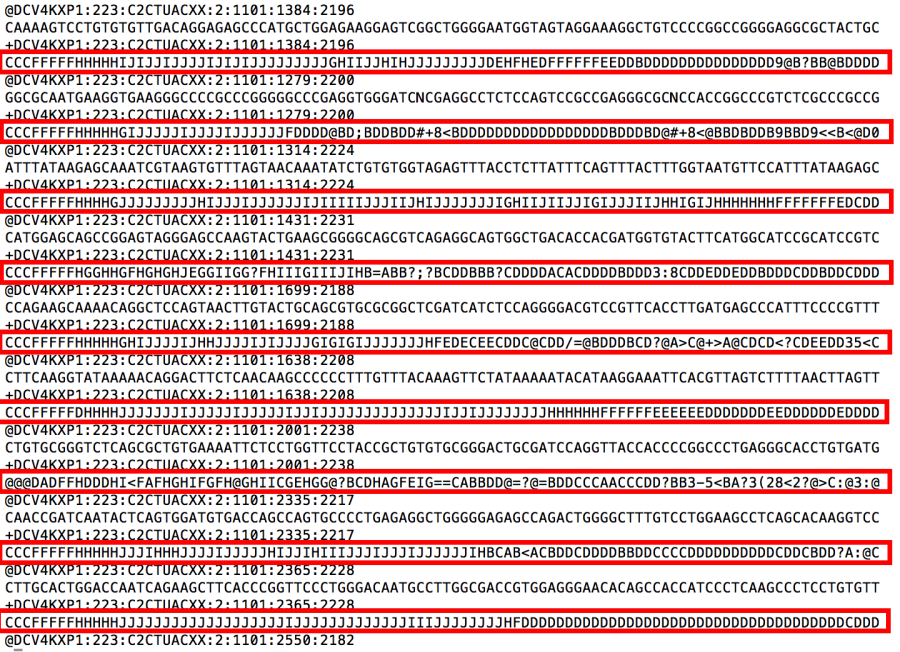 @DCV4KXP1:223:C2CTUACXX:2:1101:1384:2196
CAAAAGTCCTGTGTGTTGACAGGAGAGCCCATGCTGGAGAAGGAGTCGGCTGGGGAATGGTAGTAGGAAAGGCTGTCCCCGGCCGGGGAGGCGCTACTGC
+DCV4KXP1:223:C2CTUACXX:2:1101:1384:2196
CCCFFFFFHHHHHIJIJJIJJJJIJIJIJJJJJJJJJJGHIIJJHIHJJJJJJJJJDEHFHEDFFFFFFEEDDBDDDDDDDDDDDDDDDD9@B?BB@BDDDD
@DCV4KXP1:223:C2CTUACXX:2:1101:1279:2200
GGCGCAATGAAGGTGAAGGGCCCCGCCCGGGGGCCCGAGGTGGGATCNCGAGGCCTCTCCAGTCCGCCGAGGGCGCNCCACCGGCCCGTCTCGCCCGCCG
+DCV4KXP1:223:C2CTUACXX:2:1101:1279:2200
CCCFFFFFHHHHHGIJJJJJIJJJJIJJJJJJFDDDD@BD;BDDBDD#+8<BDDDDDDDDDDDDDDDDDDBDDDBD@#+8<@BBDBDDB9BBD9<<B<@D0
@DCV4KXP1:223:C2CTUACXX:2:1101:1314:2224
ATTTATAAGAGCAAATCGTAAGTGTTTAGTAACAAATATCTGTGTGGTAGAGTTTACCTCTTATTTCAGTTTACTTTGGTAATGTTCCATTTATAAGAGC
+DCV4KXP1:223:C2CTUACXX:2:1101:1314:2224
CCCFFFFFHHHHGJJJJJJJJJHIJJJIJJJJJJIJIIIIIJJJIIJHIJJJJJJJIGHIIJIIJJIGIJJJIIJHHIGIJHHHHHHHFFFFFFFEDCDD
@DCV4KXP1:223:C2CTUACXX:2:1101:1431:2231
CATGGAGCAGCCGGAGTAGGGAGCCAAGTACTGAAGCGGGGCAGCGTCAGAGGCAGTGGCTGACACCACGATGGTGTACTTCATGGCATCCGCATCCGTC
+DCV4KXP1:223:C2CTUACXX:2:1101:1431:2231
CCCFFFFFHGGHHGFHGHGHJEGGIIGG?FHIIIGIIIJIHB=ABB?;?BCDDBBB?CDDDDACACDDDDBDDD3:8CDDEDDEDDBDDDCDDBDDCDDD
@DCV4KXP1:223:C2CTUACXX:2:1101:1699:2188
CCAGAAGCAAAACAGGCTCCAGTAACTTGTACTGCAGCGTGCGCGGCTCGATCATCTCCAGGGGACGTCCGTTCACCTTGATGAGCCCATTTCCCCGTTT
+DCV4KXP1:223:C2CTUACXX:2:1101:1699:2188
CCCFFFFFHHHHHGHIJJJJIJHHJJJJIJJJJGIGIGIJJJJJJJHFEDECEECDDC@CDD/=@BDDDBCD?@A>C@+>A@CDCD<?CDEEDD35<C
@DCV4KXP1:223:C2CTUACXX:2:1101:1638:2208
CTTCAAGGTATAAAAACAGGACTTCTCAACAAGCCCCCCTTTGTTTACAAAGTTCTATAAAAATACATAAGGAAATTCACGTTAGTCTTTTAACTTAGTT
+DCV4KXP1:223:C2CTUACXX:2:1101:1638:2208
CCCFFFFFDHHHHJJJJJJJIJJJJJIJJJJJIJJIJJJJJJJJJJJJJJJJJJIJJIJJJJJJJJHHHHHHFFFFFFEEEEEEDDDDDDDEEDDDDDDEDDDD
@DCV4KXP1:223:C2CTUACXX:2:1101:2001:2238
CTGTGCGGGTCTCAGCGCTGTGAAAATTCTCCTGGTTCCTACCGCTGTGTGCGGGACTGCGATCCAGGTTACCACCCCGGCCCTGAGGGCACCTGTGATG
+DCV4KXP1:223:C2CTUACXX:2:1101:2001:2238
@@@DADFFHDDDHI<FAFHGHIFGFH@GHIICGEHGG@?BCDHAGFEIG==CABBDD@=?@=BDDCCCAACCCDD?BB3-5<BA?3(28<2?@>C:@3:@
@DCV4KXP1:223:C2CTUACXX:2:1101:2335:2217
CAACCGATCAATACTCAGTGGATGTGACCAGCCAGTGCCCCTGAGAGGCTGGGGGAGAGCCAGACTGGGGCTTTGTCCTGGAAGCCTCAGCACAAGGTCC
+DCV4KXP1:223:C2CTUACXX:2:1101:2335:2217
CCCFFFFFHHHHHJJJJIHHHJJJJIJJJJJHIJJJIHIIIJJJJIJJJJIJJJJJJIHBCAB<ACBDDCDDDDBBDDCCCCDDDDDDDDDDCDDCBDD?A:@C
@DCV4KXP1:223:C2CTUACXX:2:1101:2365:2228
CTTGCACTGGACCAATCAGAAGCTTCACCCGGTTCCCTGGGACAATGCCTTGGCGACCGTGGAGGGAACACAGCCACCATCCCTCAAGCCCTCCTGTGTT
+DCV4KXP1:223:C2CTUACXX:2:1101:2365:2228
CCCFFFFFHHHHHJJJJJJJJJJJJJJJJJJJIJJJJJJJJJJJJJJIIIJJJJJJJJHFDDDDDDDDDDDDDDDDDDDDDDDDDDDDDDDDDDDDDCDDD
@DCV4KXP1:223:C2CTUACXX:2:1101:2550:2182